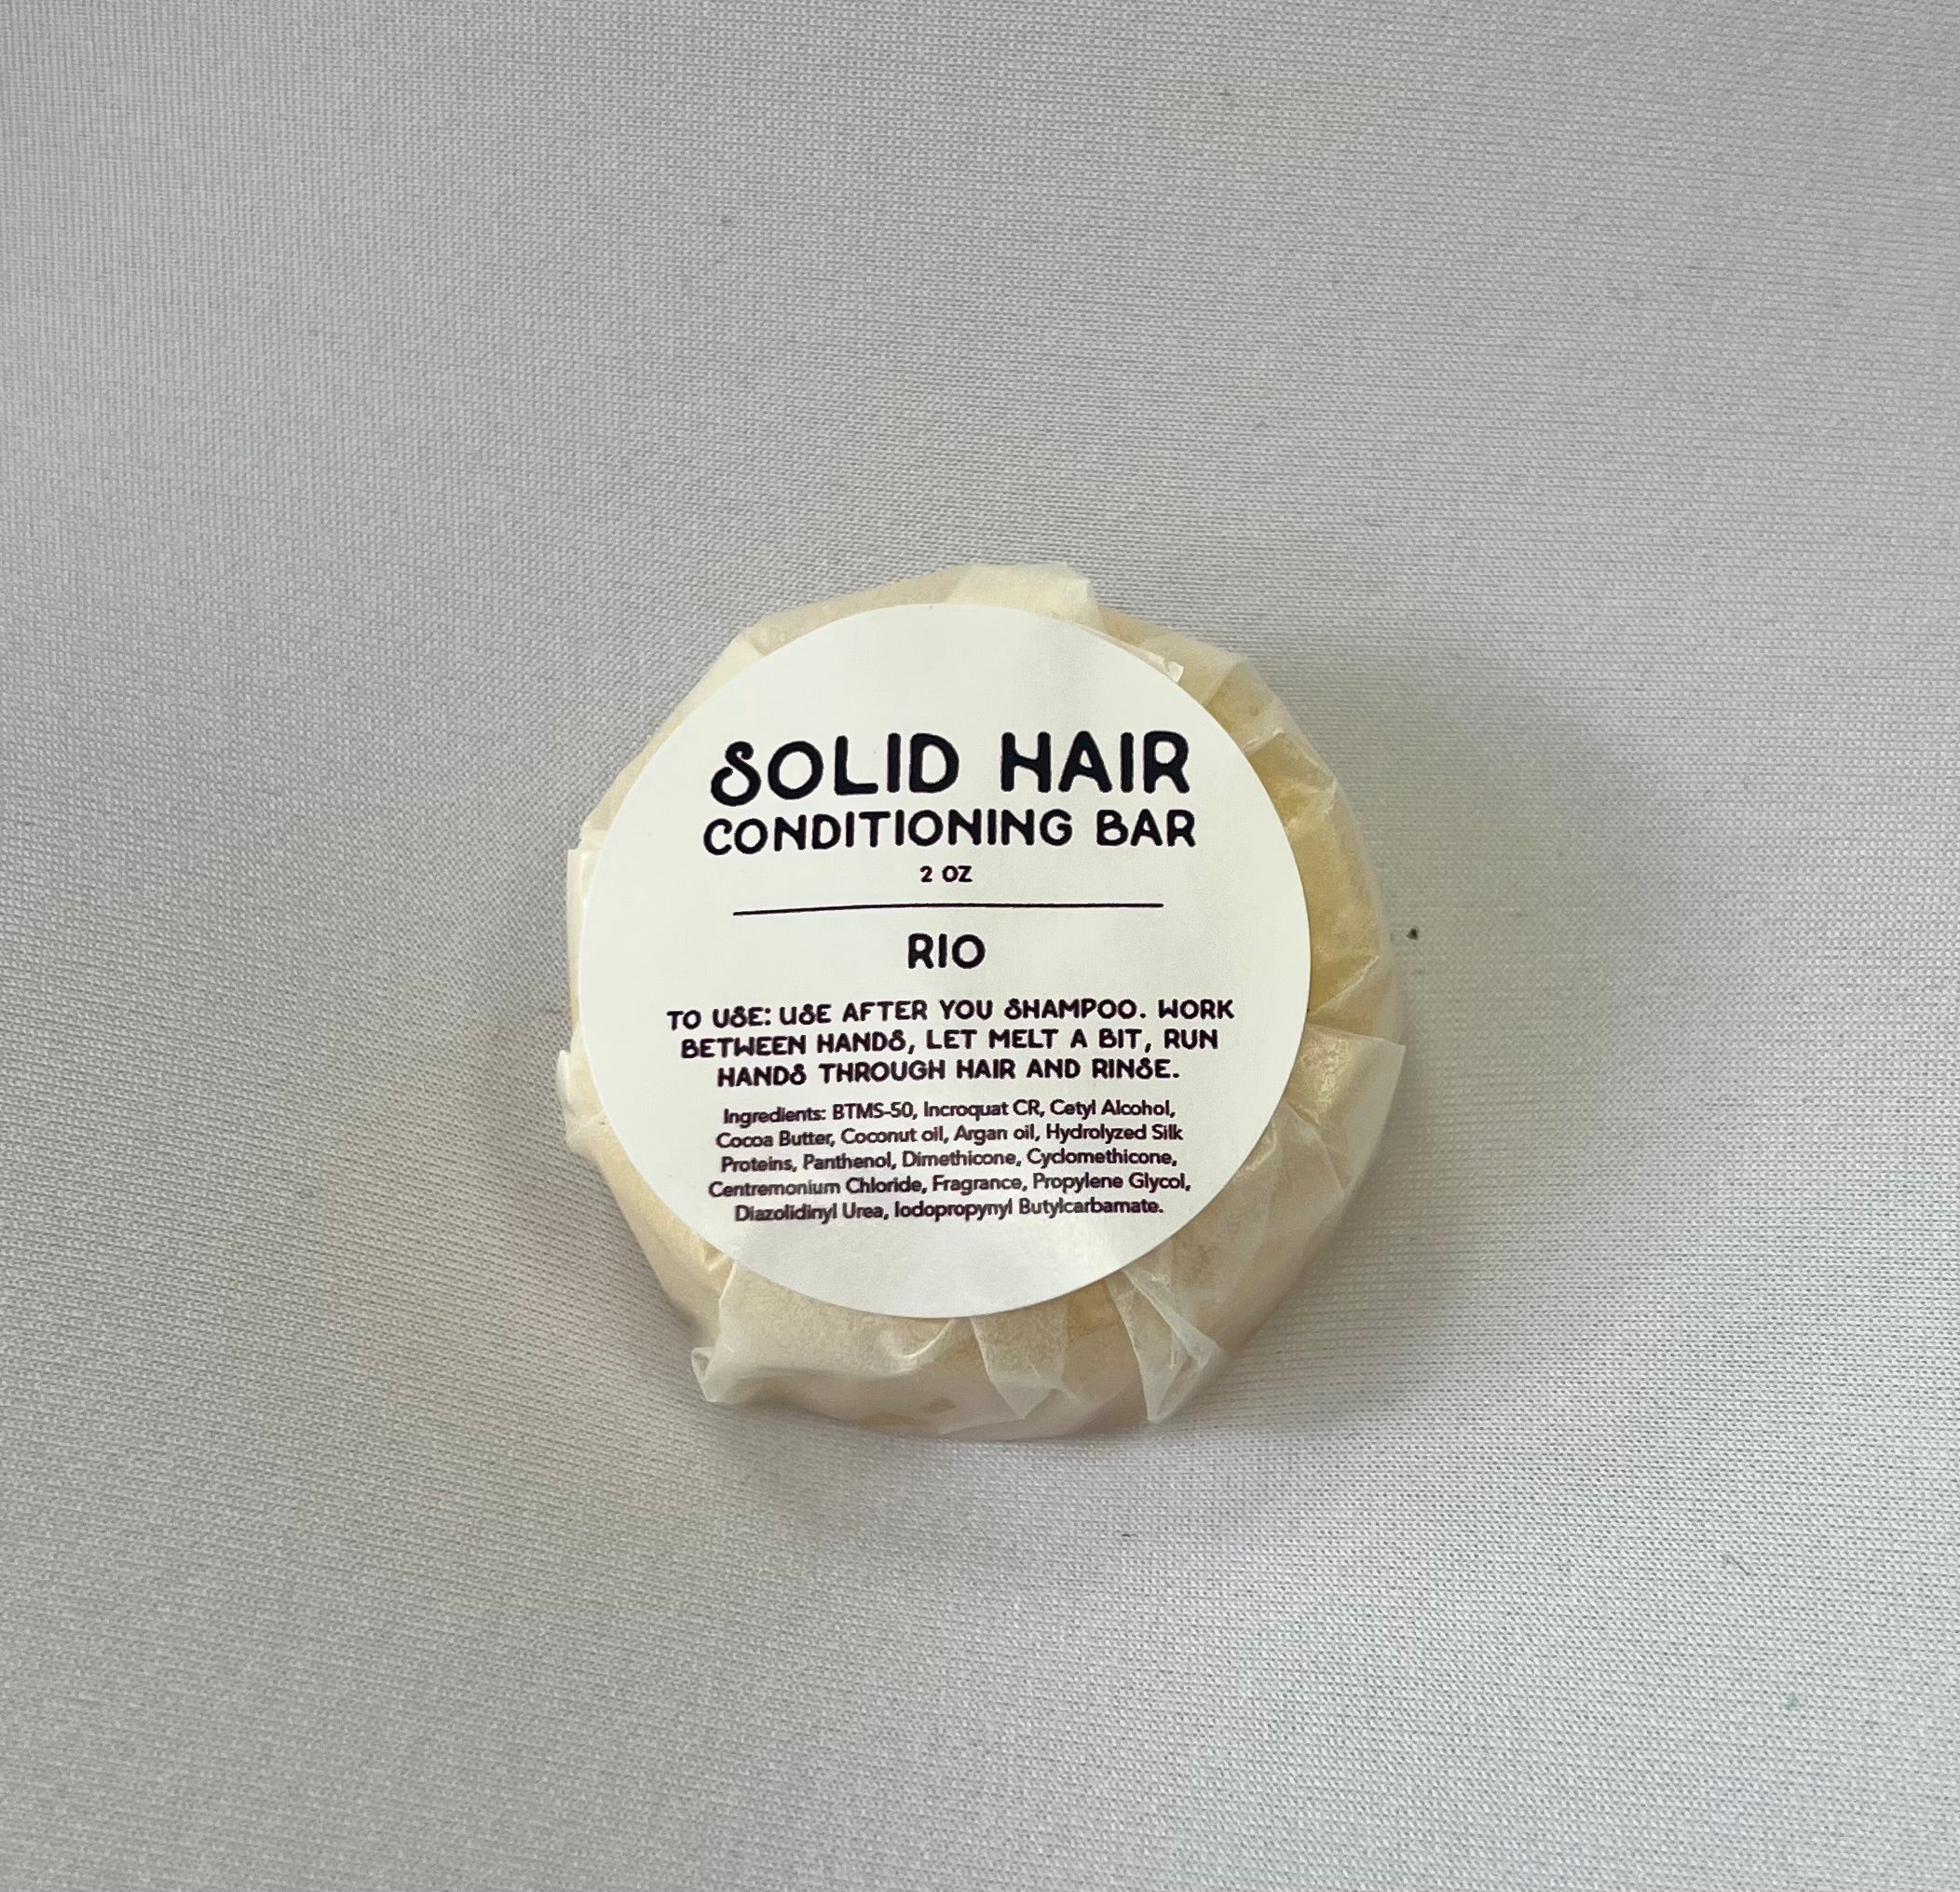 SOLID HAIR
CONDITIONING BAR
2 OZ
RIO
TO USE: USE AFTER YOU SHAMPOO. WORK
BETWEEN HANDS, LET MELT A BIT, RUN
HANDS THROUGH HAIR AND RINSE.
Ingredients: BTMS-50, Incroquat CR, Cetyl Alcohol,
Cocoa Butter, Coconut oil, Argan oil, Hydrolyzed Silk
Proteins, Panthenol, Dimethicone, Cyclomethicone,
Centremonium Chloride, Fragrance, Propylene Glycol,
Diazolidinyl Urea, Iodopropynyl Butylcarbamate.